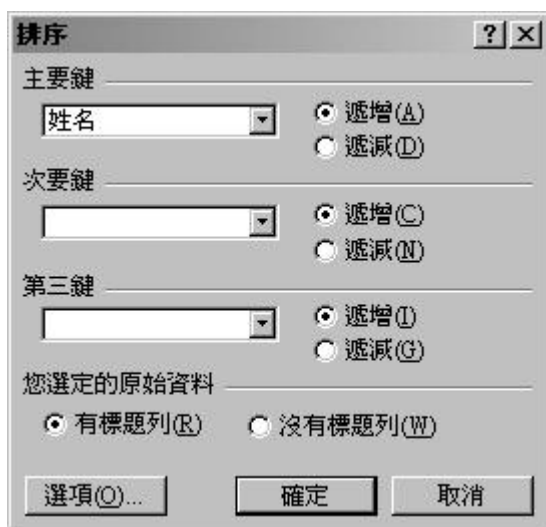 排序
主要鍵
姓名
遞增(A)
遞減(D)
次要鍵
遞增(C)
遞減(N)
第三鍵
遞增(I)
遞減(G)
您選定的原始資料
有標題列(R) 沒有標題列(W)
選項(O)... 確定 取消